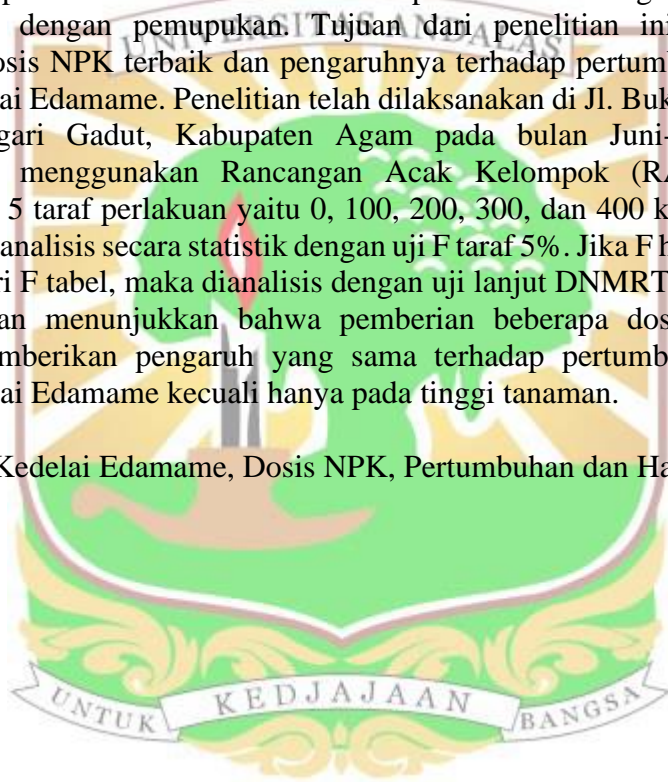 dengan pemupukan. Tujuan dari penelitian ini
UNIVERSITAS ANDALAS
osis NPK terbaik dan pengaruhnya terhadap pertum
ai Edamame. Penelitian telah dilaksanakan di Jl. Buk
gari Gadut, Kabupaten Agam pada bulan Juni-
menggunakan Rancangan Acak Kelompok (RA
5 taraf perlakuan yaitu 0, 100, 200, 300, dan 400 k
analisis secara statistik dengan uji F taraf 5%. Jika F h
ri F tabel, maka dianalisis dengan uji lanjut DNMRT
an menunjukkan bahwa pemberian beberapa dos
mberikan pengaruh yang sama terhadap pertumb
ai Edamame kecuali hanya pada tinggi tanaman.
Kedelai Edamame, Dosis NPK, Pertumbuhan dan Ha
UNTUK KEDJAJAAN BANGSA